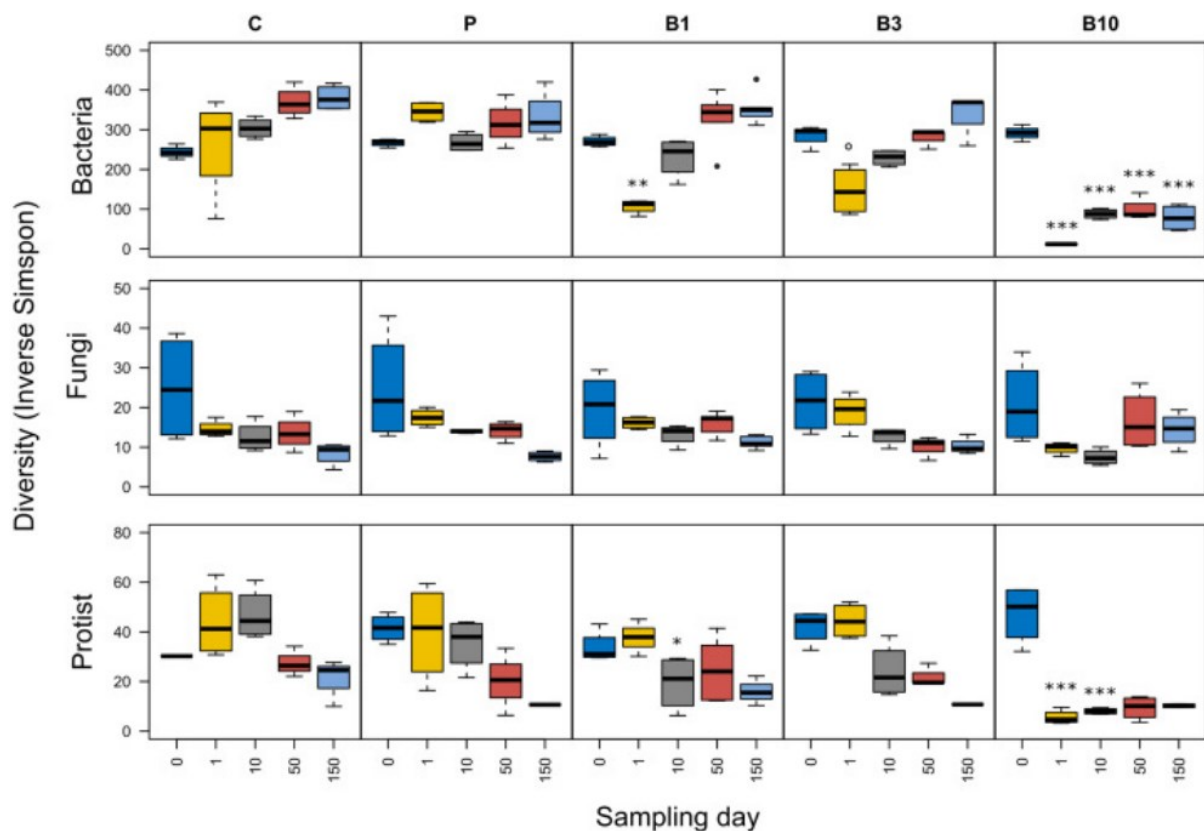 C P B1 B3 B10
Diversity (Inverse Simspon)
Bacteria
500
400
300
200
100
0
** *** *** *** ***
Fungi
50
40
30
20
10
0
Protist
80
60
40
20
0
* *** ***
0 1 10 50 150 0 1 10 50 150 0 1 10 50 150 0 1 10 50 150 0 1 10 50 150
Sampling day